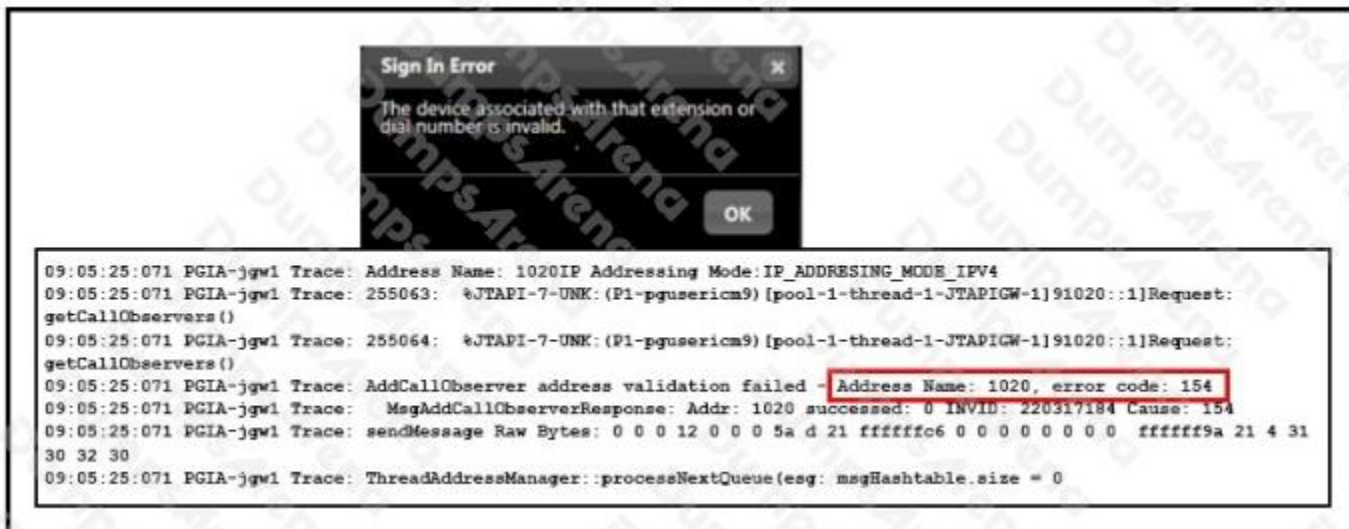 Sign In Error
x
The device associated with that extension or
dial number is invalid.
OK
09:05:25:071 PGIA-jgw1 Trace: Address Name: 1020IP Addressing Mode:IP_ADDRESING_MODE_IPV4
09:05:25:071 PGIA-jgw1 Trace: 255063: %JTAPI-7-UNK:(P1-pgusericm9)[pool-1-thread-1-JTAPIGW-1]91020::1]Request:
getCallObservers()
09:05:25:071 PGIA-jgw1 Trace: 255064: %JTAPI-7-UNK:(P1-pgusericm9)[pool-1-thread-1-JTAPIGW-1]91020::1]Request:
getCallObservers()
09:05:25:071 PGIA-jgw1 Trace: AddCallObserver address validation failed - Address Name: 1020, error code: 154
09:05:25:071 PGIA-jgw1 Trace: MsgAddCallObserverResponse: Addr: 1020 successed: 0 INVID: 220317184 Cause: 154
09:05:25:071 PGIA-jgw1 Trace: sendMessage Raw Bytes: 0 0 0 12 0 0 0 5a d 21 ffffffc6 0 0 0 0 0 0 0 0 ffffff9a 21 4 31
30 32 30
09:05:25:071 PGIA-jgw1 Trace: ThreadAddressManager::processNextQueue(esg: msgHashtable.size = 0
DumpsArena